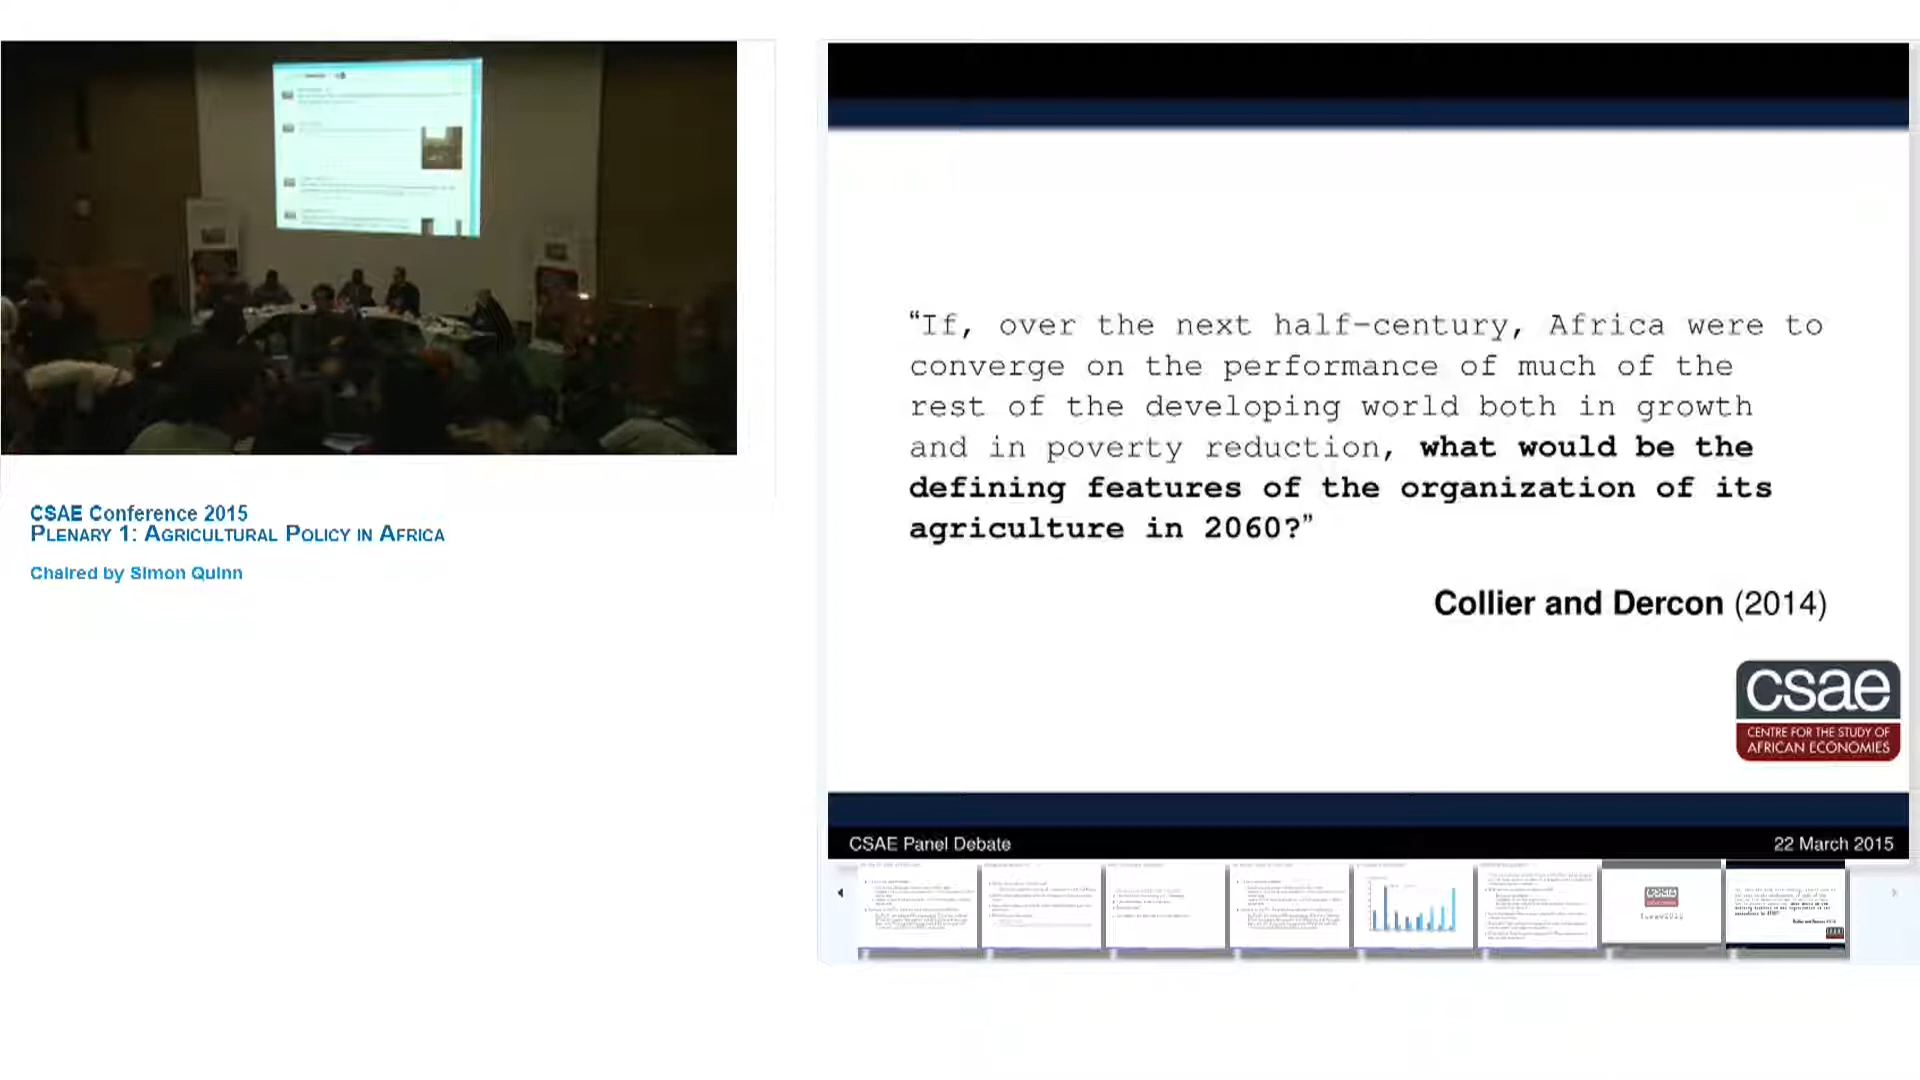 CSAE Conference 2015
Plenary 1: Agricultural Policy in Africa
Chaired by Simon Quinn
“If, over the next half-century, Africa were to
converge on the performance of much of the
rest of the developing world both in growth
and in poverty reduction, what would be the
defining features of the organization of its
agriculture in 2060?”
Collier and Dercon (2014)
csae
CENTRE FOR THE STUDY OF
AFRICAN ECONOMIES
CSAE Panel Debate
22 March 2015